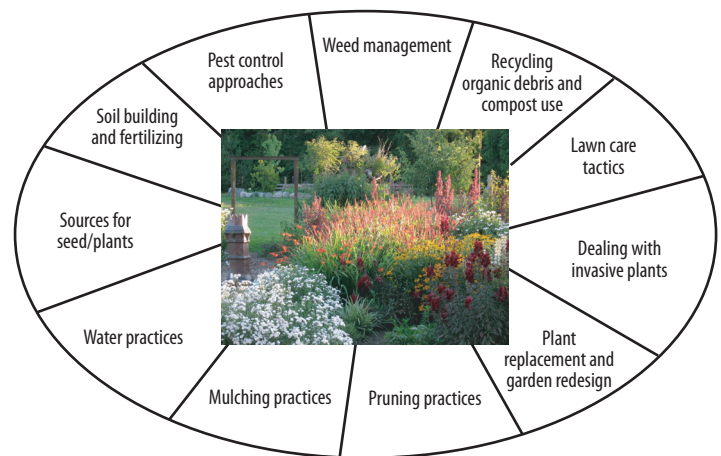 Weed management
Recycling
organic debris and
compost use
Lawn care
tactics
Dealing with
invasive plants
Plant
replacement and
garden redesign
Pruning practices
Mulching practices
Water practices
Sources for
seed/plants
Soil building
and fertilizing
Pest control
approaches